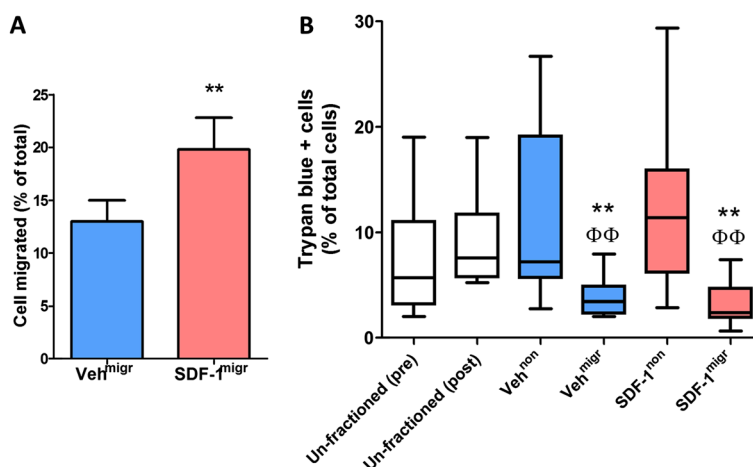 A
Cell migrated (% of total)
25
20
15
10
5
0
**
Veh^migr
SDF-1^migr
B
Trypan blue + cells
(% of total cells)
30
20
10
0
**
ΦΦ
**
ΦΦ
Un-fractioned (pre)
Un-fractioned (post)
Veh^non
Veh^migr
SDF-1^non
SDF-1^migr